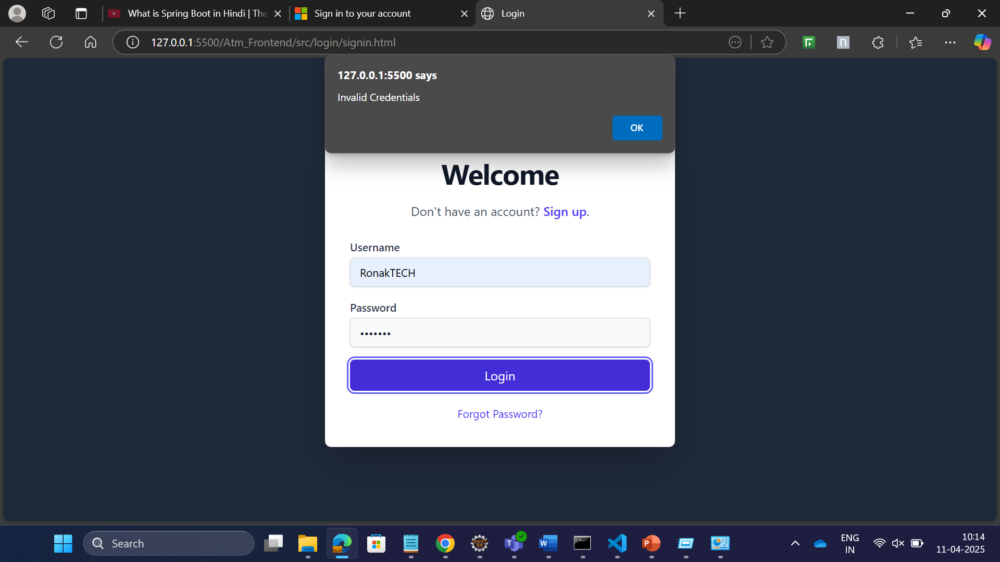 What is Spring Boot in Hindi | The
Sign in to your account
Login
127.0.0.1:5500/Atm_Frontend/src/login/signin.html
127.0.0.1:5500 says
Invalid Credentials
OK
Welcome
Don't have an account? Sign up.
Username
RonakTECH
Password
•••••••
Login
Forgot Password?
Search
ENG
IN
10:14
11-04-2025